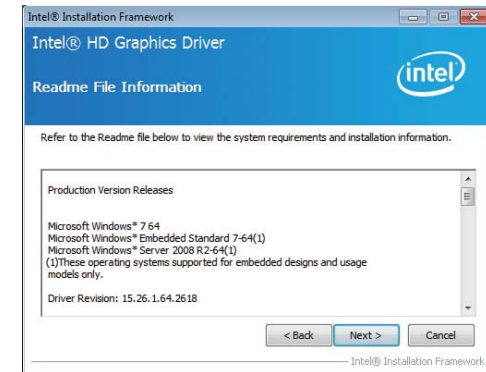 Intel® Installation Framework
Intel® HD Graphics Driver
intel
Readme File Information
Refer to the Readme file below to view the system requirements and installation information.
Production Version Releases
Microsoft Windows* 7 64
Microsoft Windows* Embedded Standard 7-64(1)
Microsoft Windows* Server 2008 R2-64(1)
(1)These operating systems supported for embedded designs and usage
models only.
Driver Revision: 15.26.1.64.2618
< Back Next > Cancel
Intel® Installation Framework